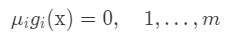 μᵢgᵢ(x) = 0, 1, . . . , m